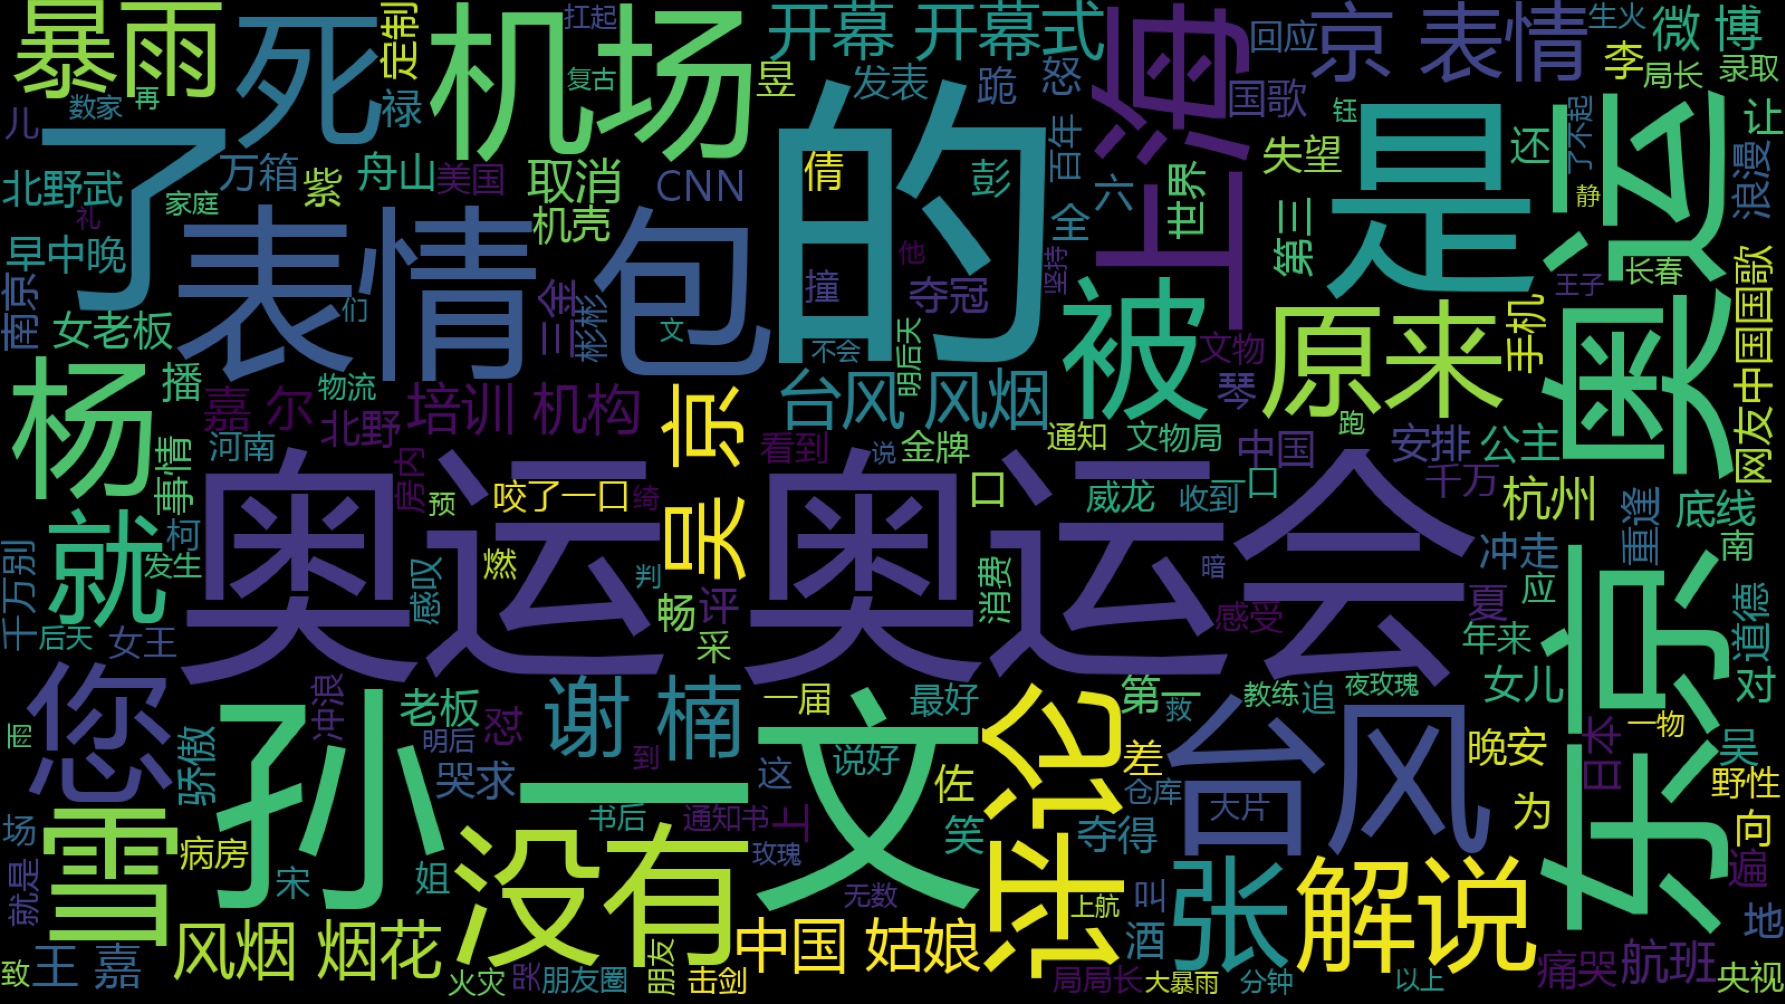 暴雨
死
定制
机场
扛起
复古
开幕 开幕式
上海
回应
京 表情
生火
李
微 博
局长
录取
数家
再
儿
禄
昱
发表
跪
怒
国歌
钰
了不起
让
了
万箱
舟山
美国
取消
CNN
的
倩
彭
百年
六
世界
失望
是
还
奥运
浪漫
静
北野武
家庭
紫
礼
机壳
早中晚
表情包
他
全
第三
坚持
南京
们
三年
彬彬
撞
夺冠
长春
王子
网友中国国歌
女老板
文
不会
明后天
被
文物
原来
手机
杨
播
物流
嘉 尔
北野
培训 机构
吴 京
台风 风烟
琴
跑
事情
河南
看到
说
金牌
通知
文物局
中国
安排
公主
房内
预
咬了一口
绮
口
威龙
收到
一口
千万
杭州
底线
就
柯
奥运 奥运会
重逢
冲走
南
千万别
发生
燃
感叹
判
消费
暗
应
东京
后天
女王
畅
评
采
感受
夏
年来
道德
您
冲浪
老板
谢 楠
一届
最好
第一
教练
追
夜玫瑰
女儿
对
雨
骄傲
孙一文
怼
明后
到
救
评论
台风
日本
一物
哭求
这
说好
佐
差
仓库
大片
晚安
吴
野性
场
雪
书后
通知书
上
笑
夺得
为
向
病房
宋
姐
没有
玫瑰
无数
张
解说
遍
就是
上航
叫
酒
地
致
王 嘉
风烟 烟花
火灾
哭
朋友圈
朋友
击剑
中国 姑娘
局局长
大暴雨
分钟
以上
痛哭
航班
央视